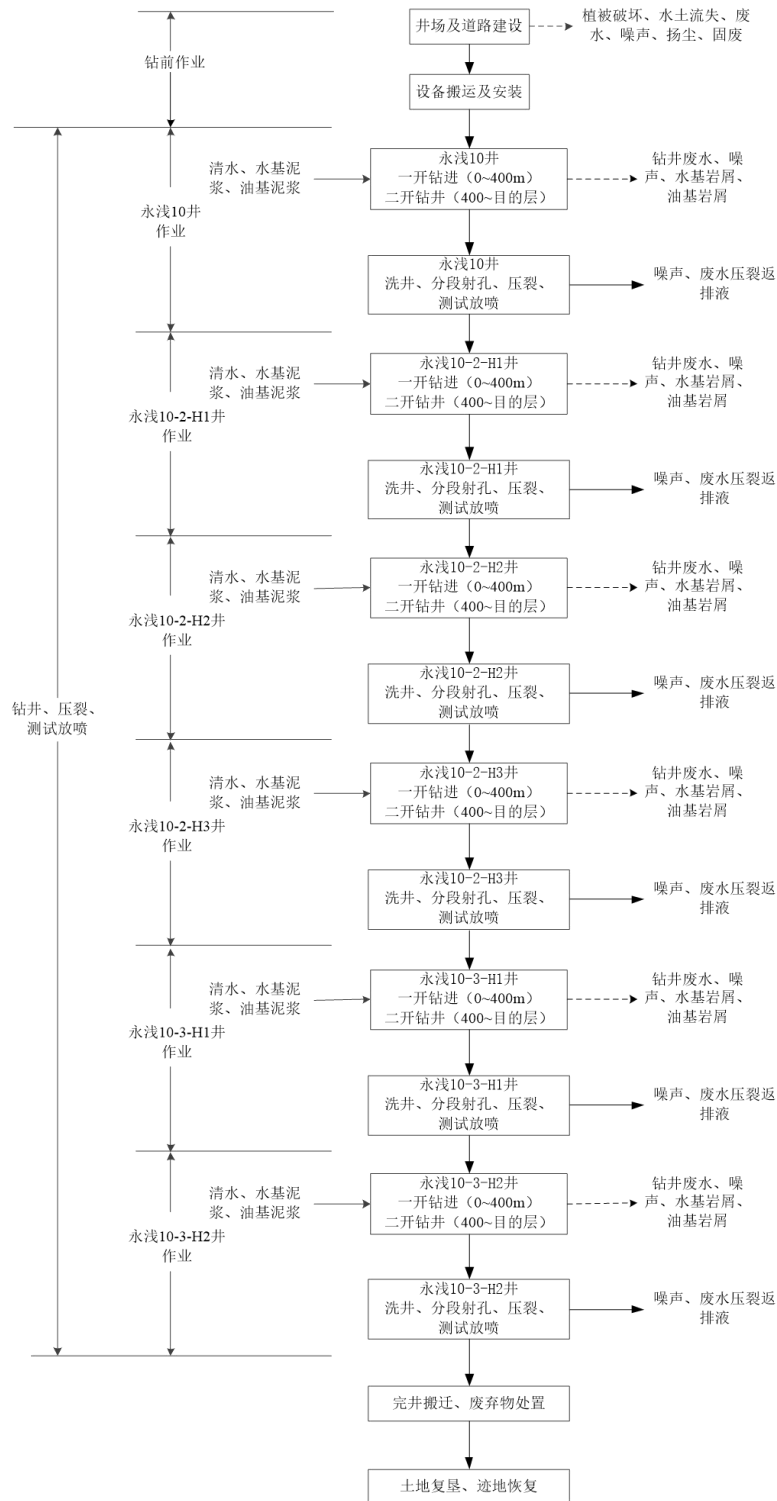 井场及道路建设
植被破坏、水土流失、废
水、噪声、扬尘、固废
钻前作业
设备搬运及安装
清水、水基泥
浆、油基泥浆
永浅10井
一开钻进（0~400m）
二开钻井（400~目的层）
钻井废水、噪
声、水基岩屑、
油基岩屑
永浅10井
作业
永浅10井
洗井、分段射孔、压裂、
测试放喷
噪声、废水压裂返
排液
清水、水基泥
浆、油基泥浆
永浅10-2-H1井
一开钻进（0~400m）
二开钻井（400~目的层）
钻井废水、噪
声、水基岩屑、
油基岩屑
永浅10-2-H1井
作业
永浅10-2-H1井
洗井、分段射孔、压裂、
测试放喷
噪声、废水压裂返
排液
清水、水基泥
浆、油基泥浆
永浅10-2-H2井
一开钻进（0~400m）
二开钻井（400~目的层）
钻井废水、噪
声、水基岩屑、
油基岩屑
永浅10-2-H2井
作业
永浅10-2-H2井
洗井、分段射孔、压裂、
测试放喷
噪声、废水压裂返
排液
钻井、压裂、
测试放喷
清水、水基泥
浆、油基泥浆
永浅10-2-H3井
一开钻进（0~400m）
二开钻井（400~目的层）
钻井废水、噪
声、水基岩屑、
油基岩屑
永浅10-2-H3井
作业
永浅10-2-H3井
洗井、分段射孔、压裂、
测试放喷
噪声、废水压裂返
排液
清水、水基泥
浆、油基泥浆
永浅10-3-H1井
一开钻进（0~400m）
二开钻井（400~目的层）
钻井废水、噪
声、水基岩屑、
油基岩屑
永浅10-3-H1井
作业
永浅10-3-H1井
洗井、分段射孔、压裂、
测试放喷
噪声、废水压裂返
排液
清水、水基泥
浆、油基泥浆
永浅10-3-H2井
一开钻进（0~400m）
二开钻井（400~目的层）
钻井废水、噪
声、水基岩屑、
油基岩屑
永浅10-3-H2井
作业
永浅10-3-H2井
洗井、分段射孔、压裂、
测试放喷
噪声、废水压裂返
排液
完井搬迁、废弃物处置
土地复垦、迹地恢复